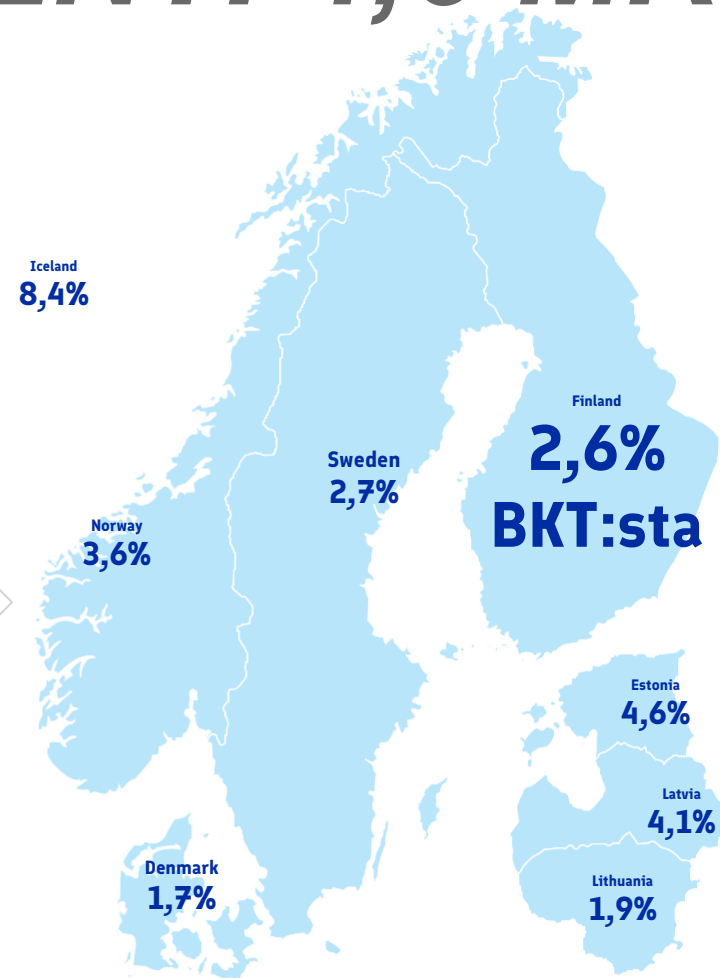 Iceland
8,4%
Finland
2,6%
BKT:sta
Sweden
2,7%
Norway
3,6%
Estonia
4,6%
Latvia
4,1%
Denmark
1,7%
Lithuania
1,9%